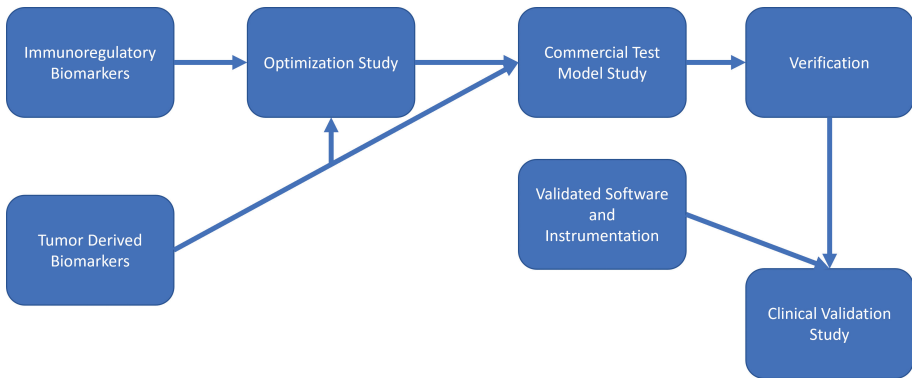 Immunoregulatory
Biomarkers
Optimization Study
Commercial Test
Model Study
Verification
Validated Software
and
Instrumentation
Tumor Derived
Biomarkers
Clinical Validation
Study